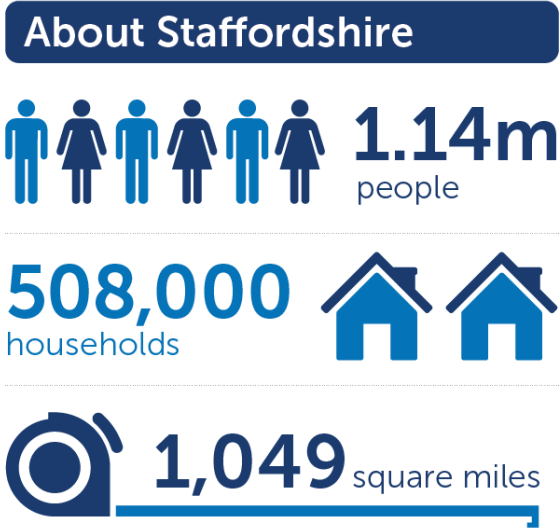 About Staffordshire
1.14m
people
508,000
households
1,049 square miles